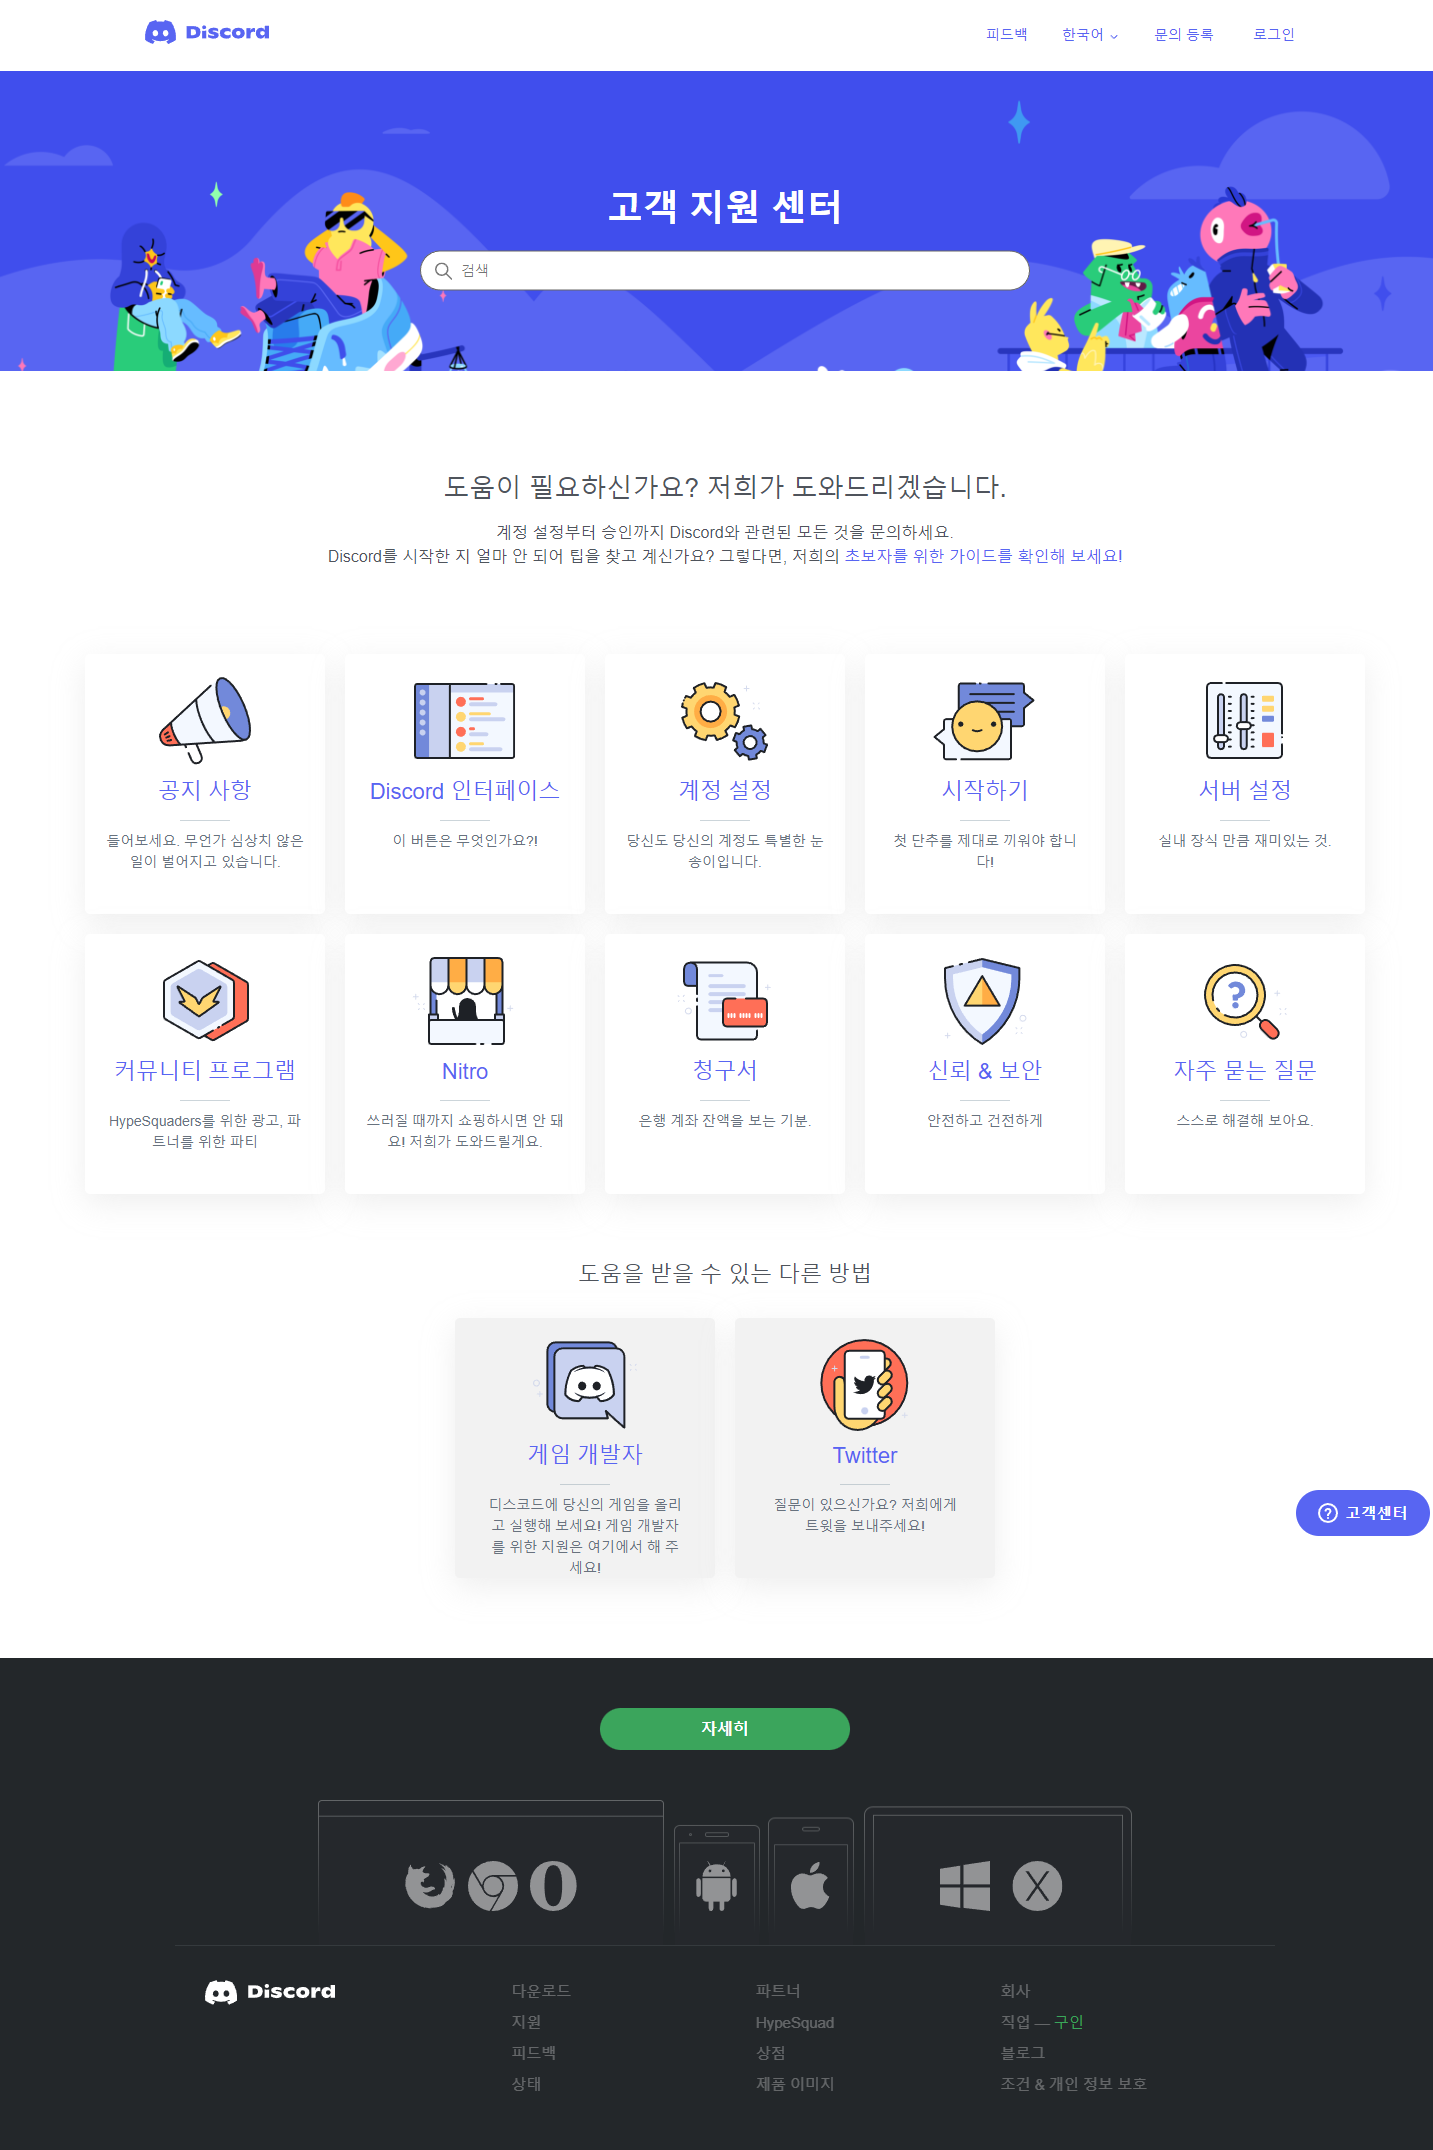 Discord
피드백
한국어
문의 등록
로그인
고객 지원 센터
검색
도움이 필요하신가요? 저희가 도와드리겠습니다.
계정 설정부터 승인까지 Discord와 관련된 모든 것을 문의하세요.
Discord를 시작한 지 얼마 안 되어 팁을 찾고 계신가요? 그렇다면, 저희의 초보자를 위한 가이드를 확인해 보세요!
공지 사항
들어보세요. 무언가 심상치 않은
일이 벌어지고 있습니다.
Discord 인터페이스
이 버튼은 무엇인가요?!
계정 설정
당신도 당신의 계정도 특별한 눈
송이입니다.
시작하기
첫 단추를 제대로 끼워야 합니
다!
서버 설정
실내 장식 만큼 재미있는 것.
커뮤니티 프로그램
HypeSquaders를 위한 광고, 파
트너를 위한 파티
Nitro
쓰러질 때까지 쇼핑하시면 안 돼
요! 저희가 도와드릴게요.
청구서
은행 계좌 잔액을 보는 기분.
신뢰 & 보안
안전하고 건전하게
자주 묻는 질문
스스로 해결해 보아요.
도움을 받을 수 있는 다른 방법
게임 개발자
디스코드에 당신의 게임을 올리
고 실행해 보세요! 게임 개발자
를 위한 지원은 여기에서 해 주
세요!
Twitter
질문이 있으신가요? 저희에게
트윗을 보내주세요!
고객센터
자세히
Discord
다운로드
지원
피드백
상태
파트너
HypeSquad
상점
제품 이미지
회사
직업 — 구인
블로그
조건 & 개인 정보 보호